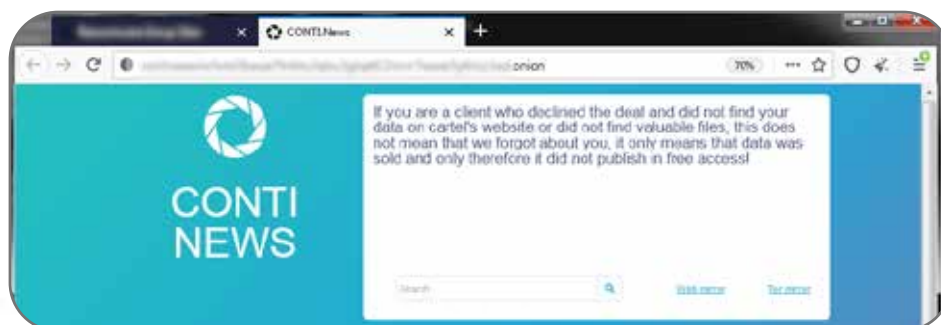 CONTI.News
.onion
70%
CONTI
NEWS
If you are a client who declined the deal and did not find your
data on cartel's website or did not find valuable files, this does
not mean that we forgot about you, it only means that data was
sold and only therefore it did not publish in free access!
Search
Web mirror
Tor mirror